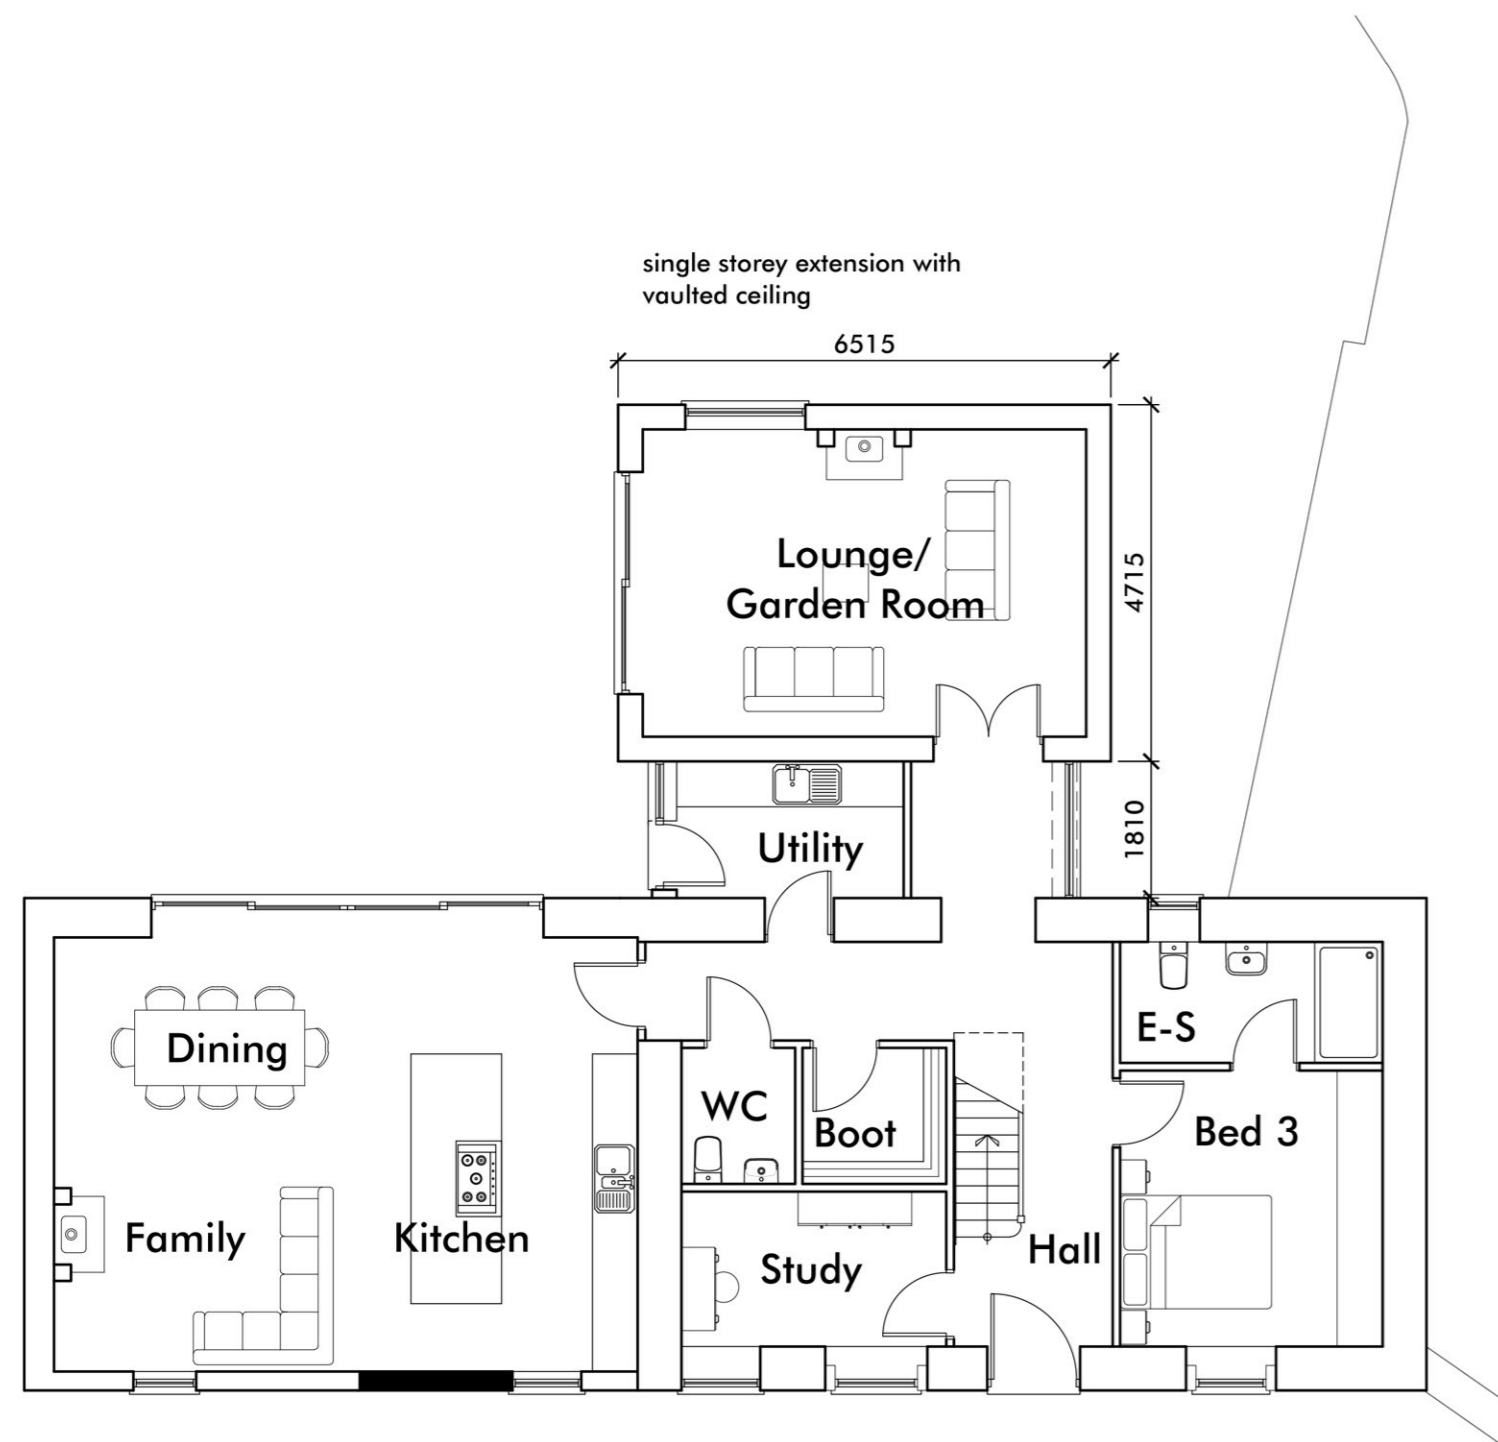 single storey extension with
vaulted ceiling
6515
Lounge/
Garden Room
4715
1810
Utility
Dining
E-S
WC
Boot
Bed 3
Family
Kitchen
Study
Hall